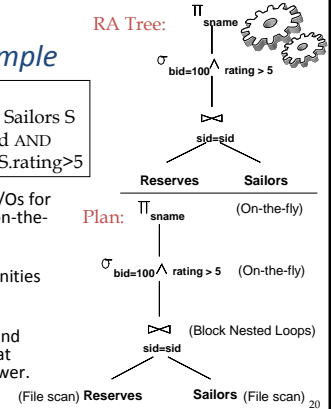 mple
Sailors S
d AND
S.rating>5
/Os for
on-the-
nities
nd
at
wer.
RA Tree:
π sname
σ bid=100 ∧ rating > 5
⋈ sid=sid
Reserves Sailors
Plan: π sname (On-the-fly)
σ bid=100 ∧ rating > 5 (On-the-fly)
⋈ sid=sid (Block Nested Loops)
(File scan) Reserves Sailors (File scan)
20